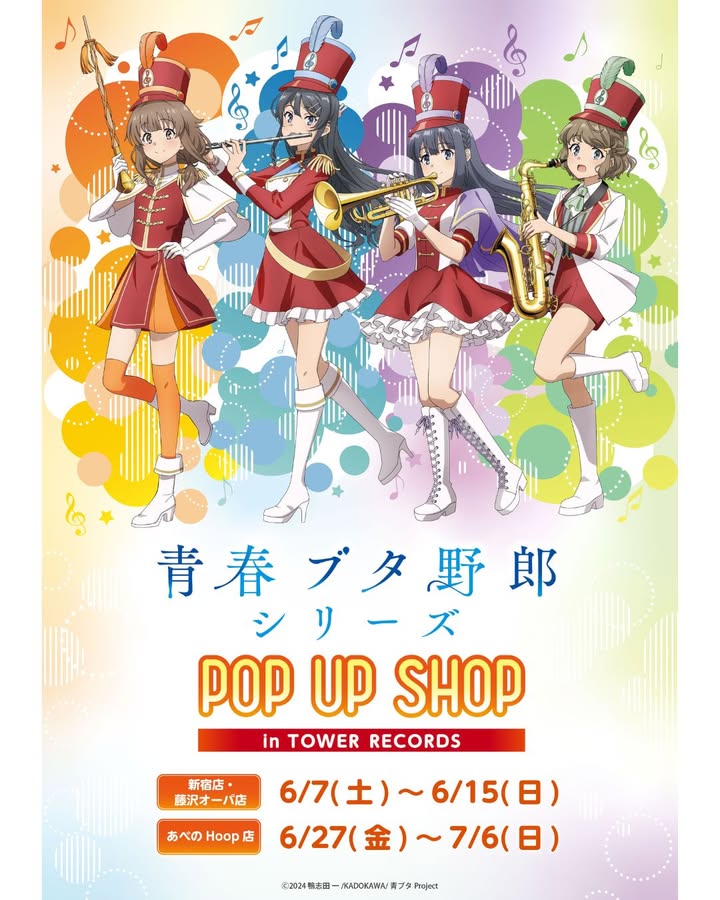 青春ブタ野郎
シリーズ
POP UP SHOP
in TOWER RECORDS
新宿店・
藤沢オーパ店
6/7(土)～6/15(日)
あべのHoop店
6/27(金)～7/6(日)
©2024 鴨志田 一/KADOKAWA/青ブタ Project